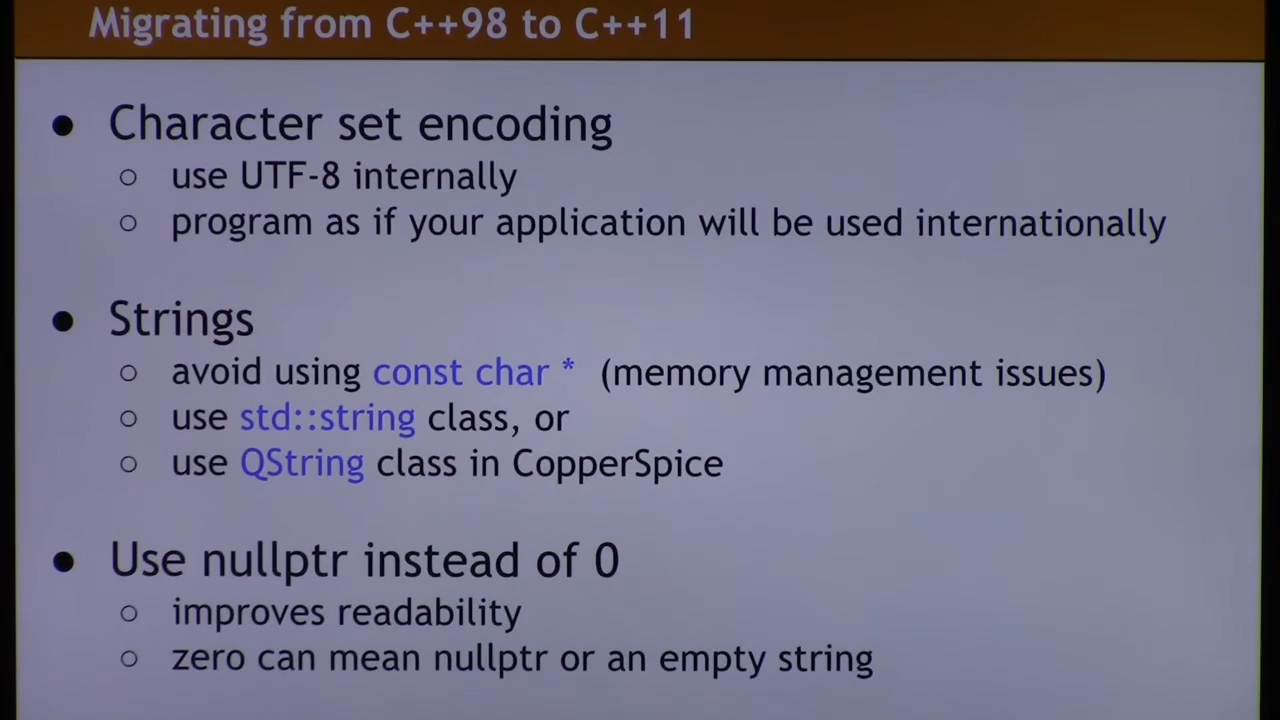 Migrating from C++98 to C++11
● Character set encoding
○ use UTF-8 internally
○ program as if your application will be used internationally
● Strings
○ avoid using const char * (memory management issues)
○ use std::string class, or
○ use QString class in CopperSpice
● Use nullptr instead of 0
○ improves readability
○ zero can mean nullptr or an empty string